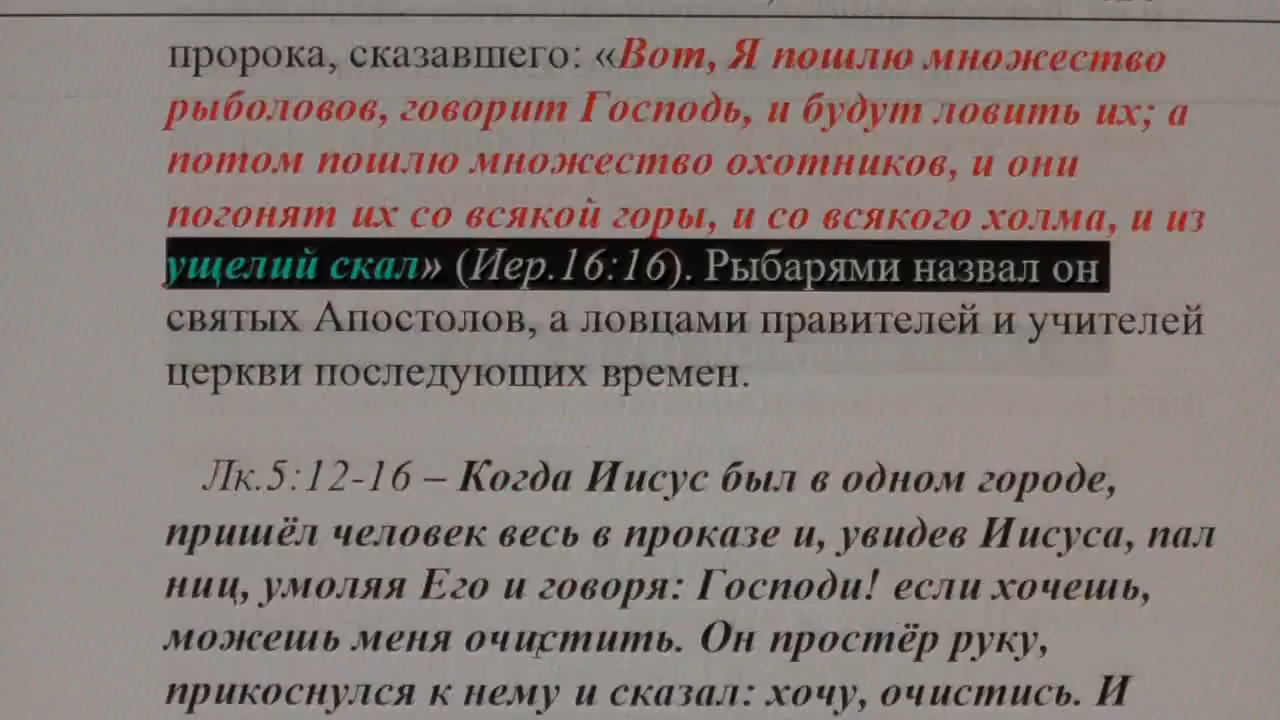 пророка, сказавшего: «Вот, Я пошлю множество
рыболовов, говорит Господь, и будут ловить их; а
потом пошлю множество охотников, и они
погонят их со всякой горы, и со всякого холма, и из
ущелий скал» (Иер.16:16). Рыбарями назвал он
святых Апостолов, а ловцами правителей и учителей
церкви последующих времен.
Лк.5:12-16 – Когда Иисус был в одном городе,
пришёл человек весь в проказе и, увидев Иисуса, пал
ниц, умоляя Его и говоря: Господи! если хочешь,
можешь меня очистить. Он простёр руку,
прикоснулся к нему и сказал: хочу, очистись. И